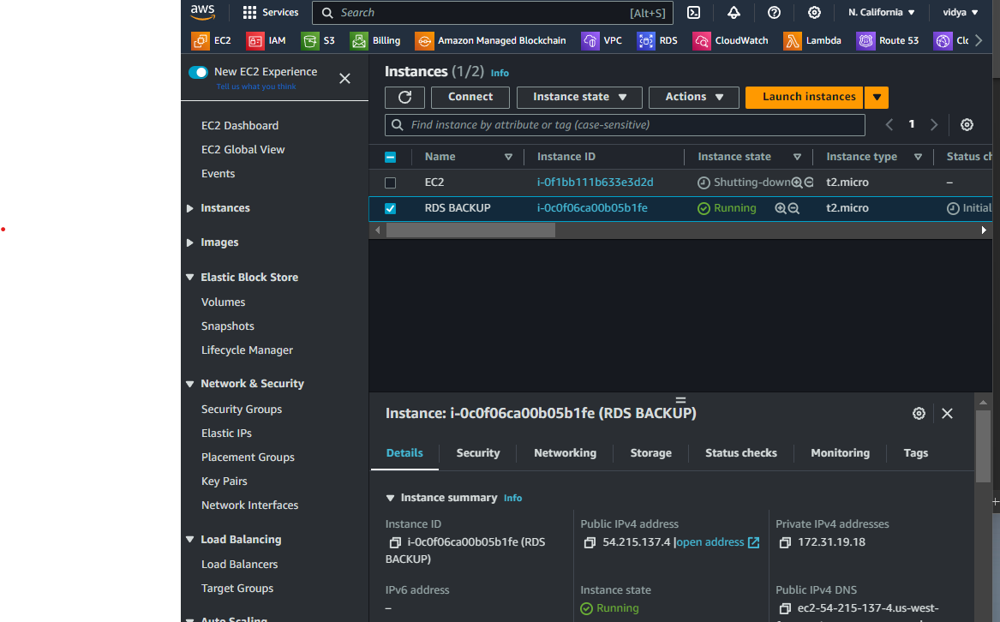 aws Services Search [Alt+S] N. California vidya
EC2 IAM S3 Billing Amazon Managed Blockchain VPC RDS CloudWatch Lambda Route 53
New EC2 Experience
Tell us what you think
EC2 Dashboard
EC2 Global View
Events
Instances
Images
Elastic Block Store
Volumes
Snapshots
Lifecycle Manager
Network & Security
Security Groups
Elastic IPs
Placement Groups
Key Pairs
Network Interfaces
Load Balancing
Load Balancers
Target Groups
Auto Scaling
Instances (1/2) Info
Connect Instance state Actions Launch instances
Find instance by attribute or tag (case-sensitive) 1
Name Instance ID Instance state Instance type Status ch
EC2 i-0f1bb111b633e3d2d Shutting-down t2.micro –
RDS BACKUP i-0c0f06ca00b05b1fe Running t2.micro Initial
Instance: i-0c0f06ca00b05b1fe (RDS BACKUP)
Details Security Networking Storage Status checks Monitoring Tags
Instance summary Info
Instance ID
i-0c0f06ca00b05b1fe (RDS
BACKUP)
Public IPv4 address
54.215.137.4 |open address
Private IPv4 addresses
172.31.19.18
IPv6 address
–
Instance state
Running
Public IPv4 DNS
ec2-54-215-137-4.us-west-